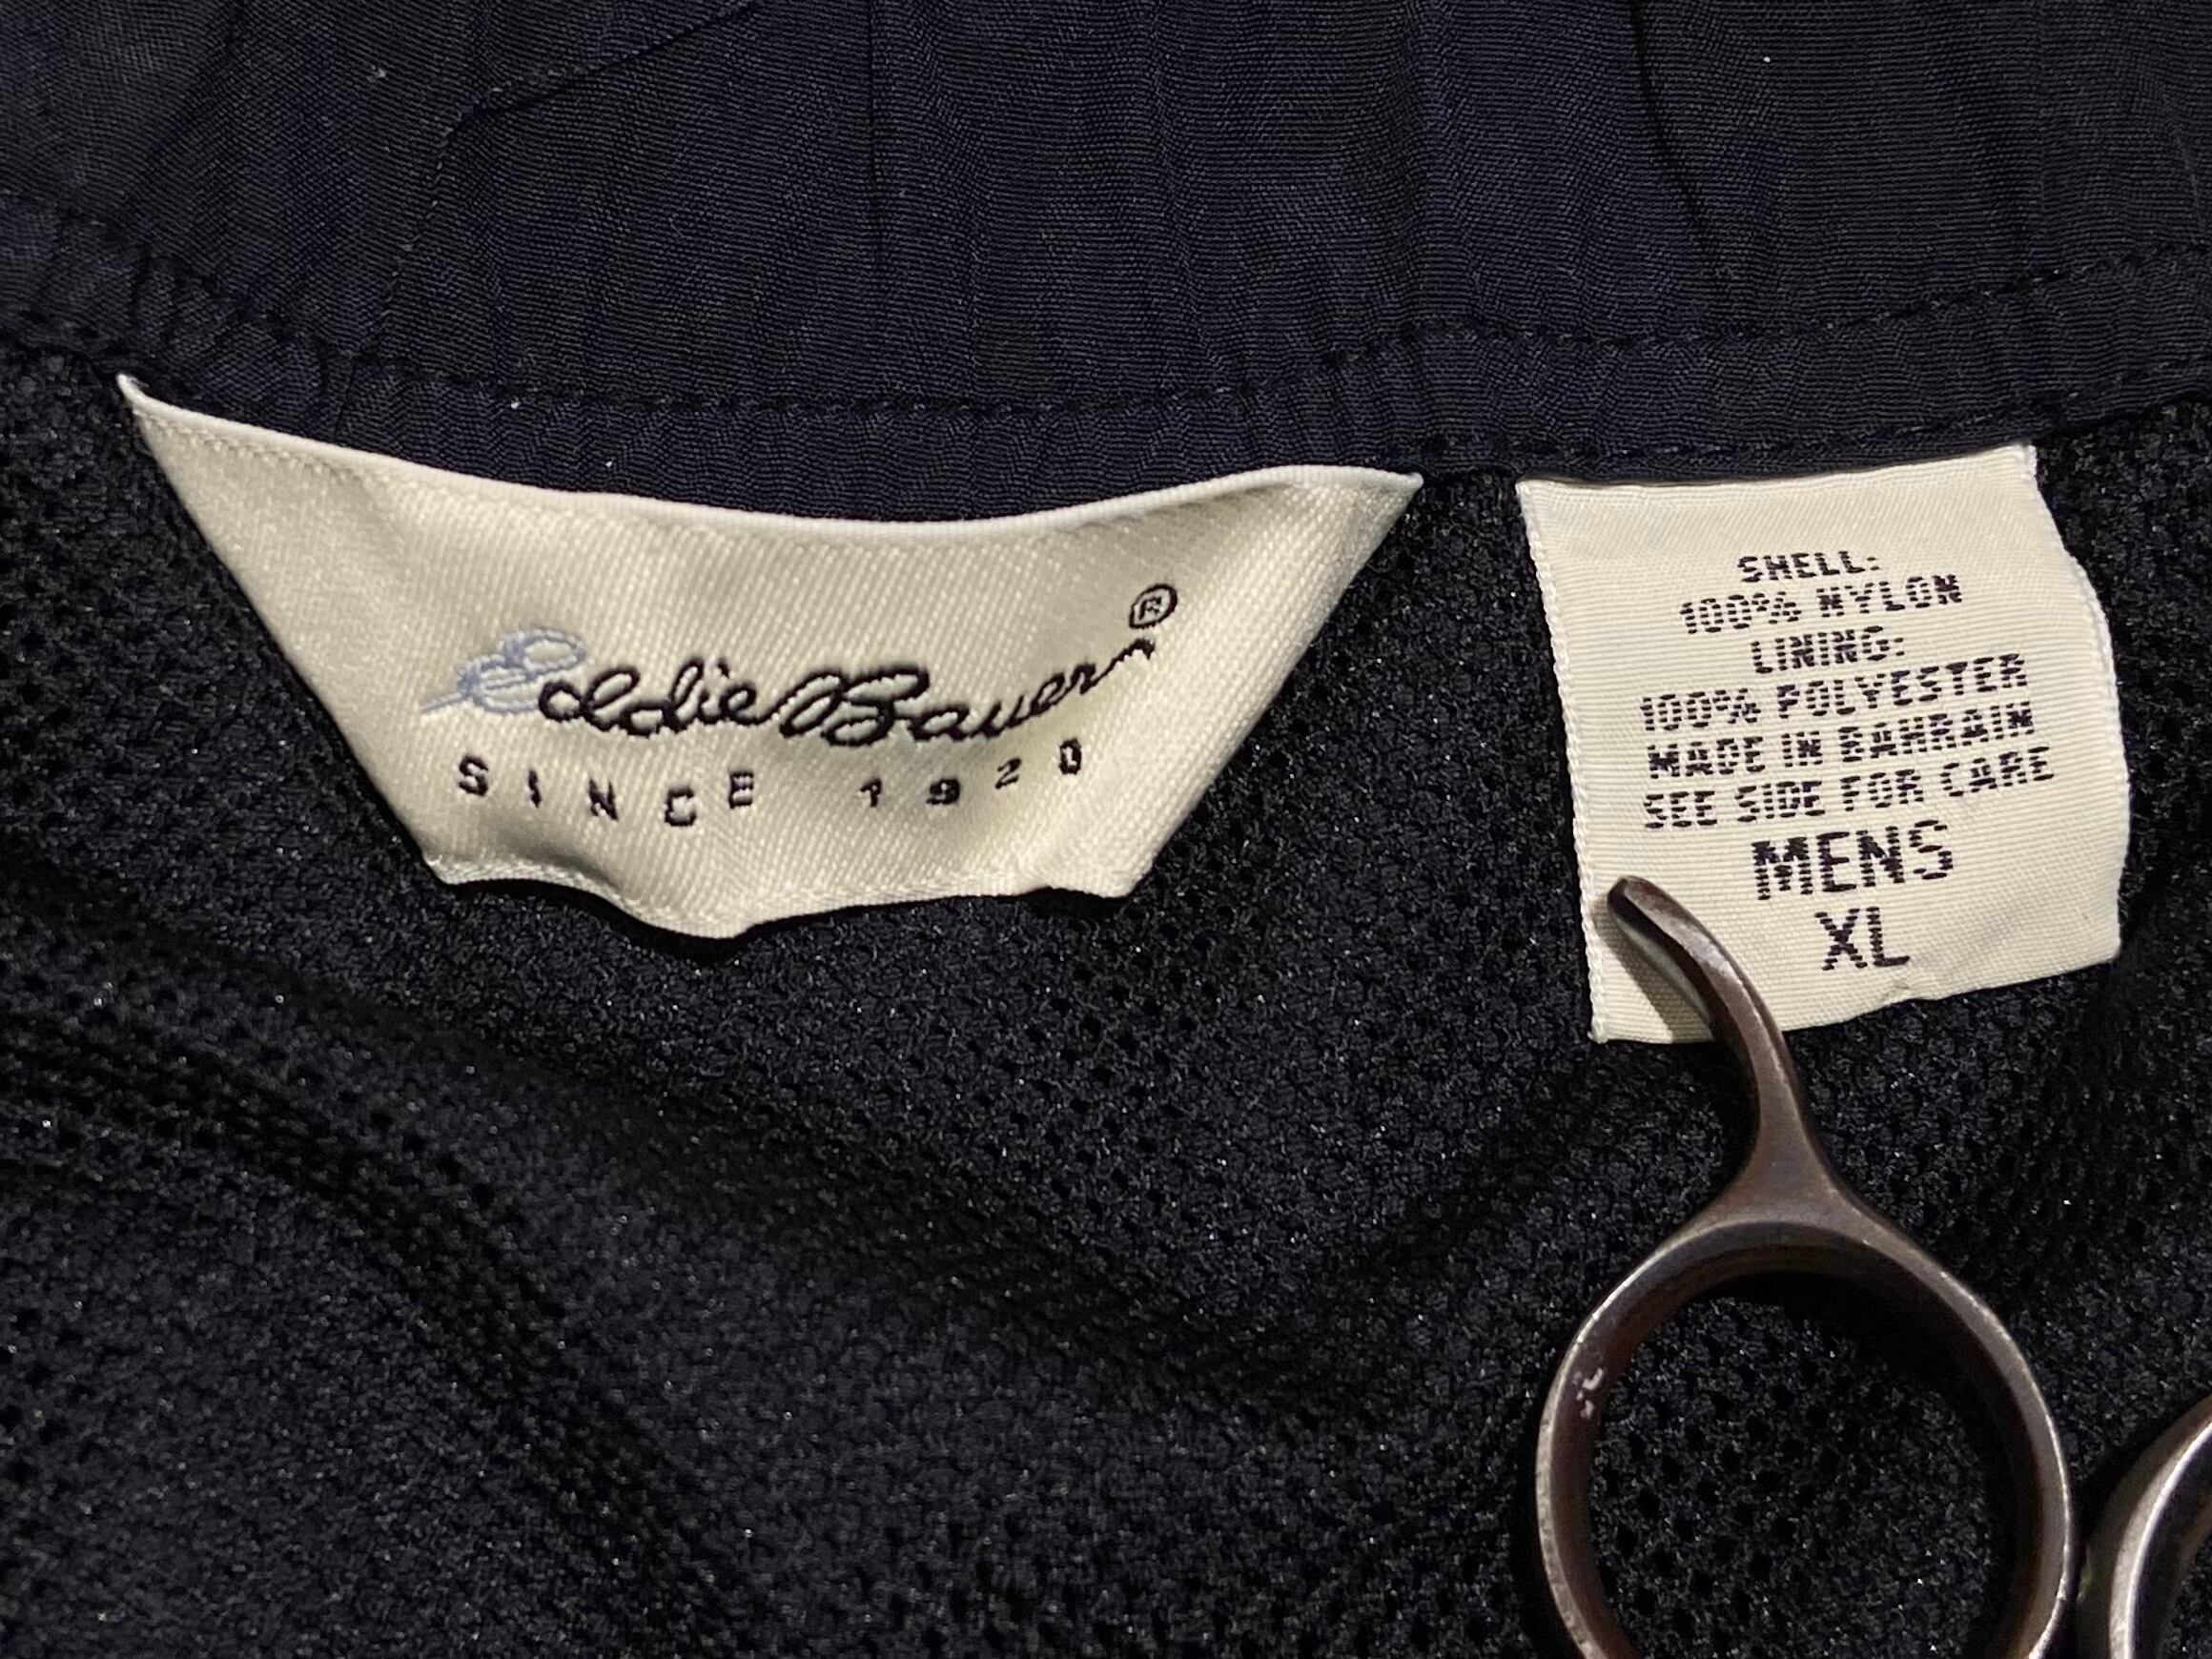 Eddie Bauer®
SINCE 1920
SHELL:
100% NYLON
LINING:
100% POLYESTER
MADE IN BAHRAIN
SEE SIDE FOR CARE
MENS
XL